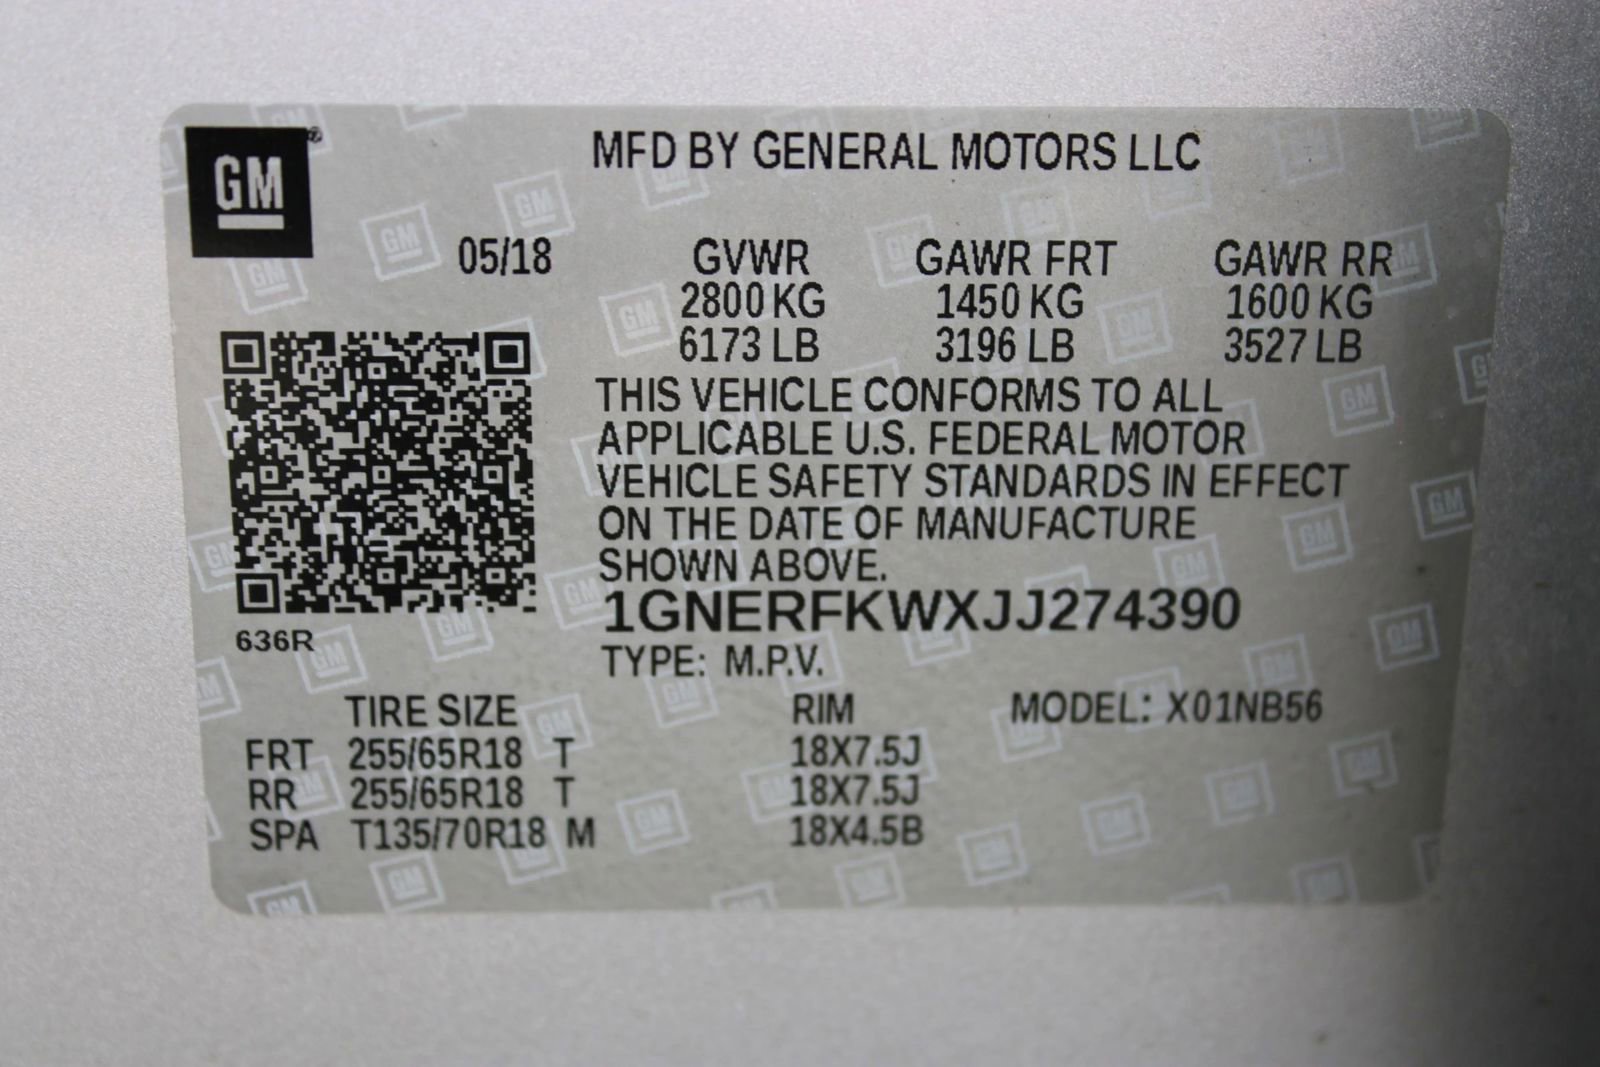 GM®
MFD BY GENERAL MOTORS LLC
05/18 GVWR GAWR FRT GAWR RR
2800 KG 1450 KG 1600 KG
6173 LB 3196 LB 3527 LB
THIS VEHICLE CONFORMS TO ALL
APPLICABLE U.S. FEDERAL MOTOR
VEHICLE SAFETY STANDARDS IN EFFECT
ON THE DATE OF MANUFACTURE
SHOWN ABOVE.
1GNERFKWXJJ274390
636R
TYPE: M.P.V.
TIRE SIZE RIM MODEL: X01NB56
FRT 255/65R18 T 18X7.5J
RR 255/65R18 T 18X7.5J
SPA T135/70R18 M 18X4.5B